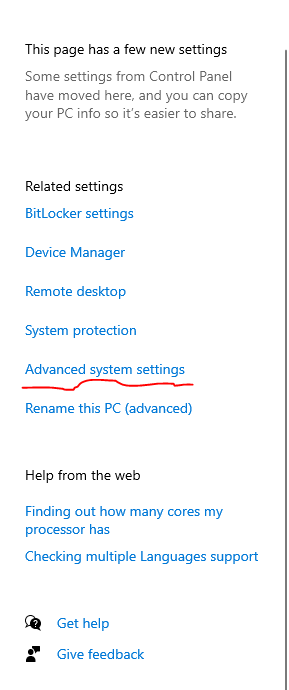 This page has a few new settings
Some settings from Control Panel
have moved here, and you can copy
your PC info so it's easier to share.
Related settings
BitLocker settings
Device Manager
Remote desktop
System protection
Advanced system settings
Rename this PC (advanced)
Help from the web
Finding out how many cores my
processor has
Checking multiple Languages support
Get help
Give feedback